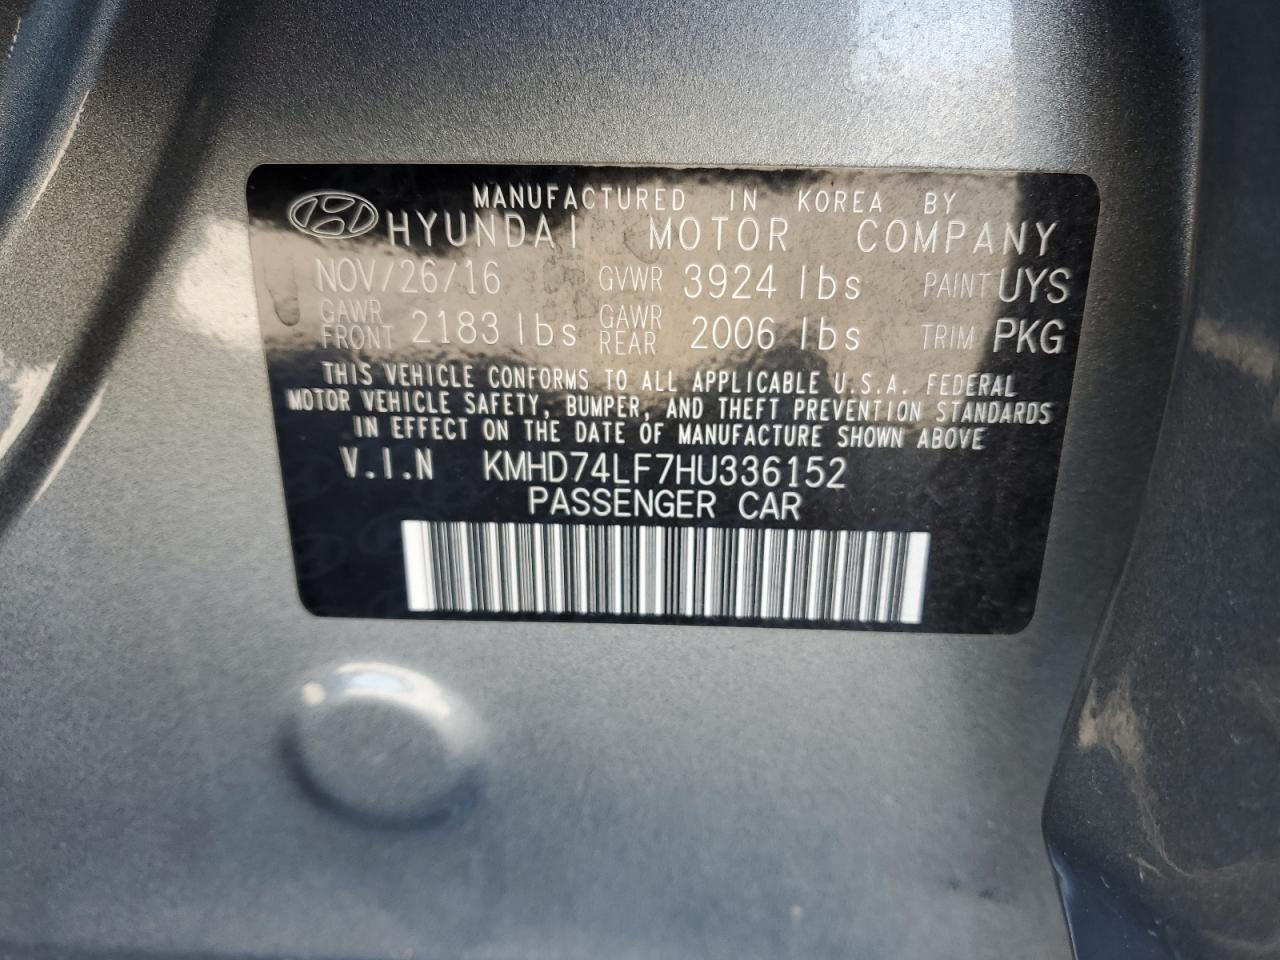 MANUFACTURED IN KOREA BY
HYUNDAI MOTOR COMPANY
NOV/26/16 GVWR 3924 lbs PAINT UYS
GAWR FRONT 2183 lbs GAWR REAR 2006 lbs TRIM PKG
THIS VEHICLE CONFORMS TO ALL APPLICABLE U.S.A. FEDERAL
MOTOR VEHICLE SAFETY, BUMPER, AND THEFT PREVENTION STANDARDS
IN EFFECT ON THE DATE OF MANUFACTURE SHOWN ABOVE
V.I.N KMHD74LF7HU336152
PASSENGER CAR